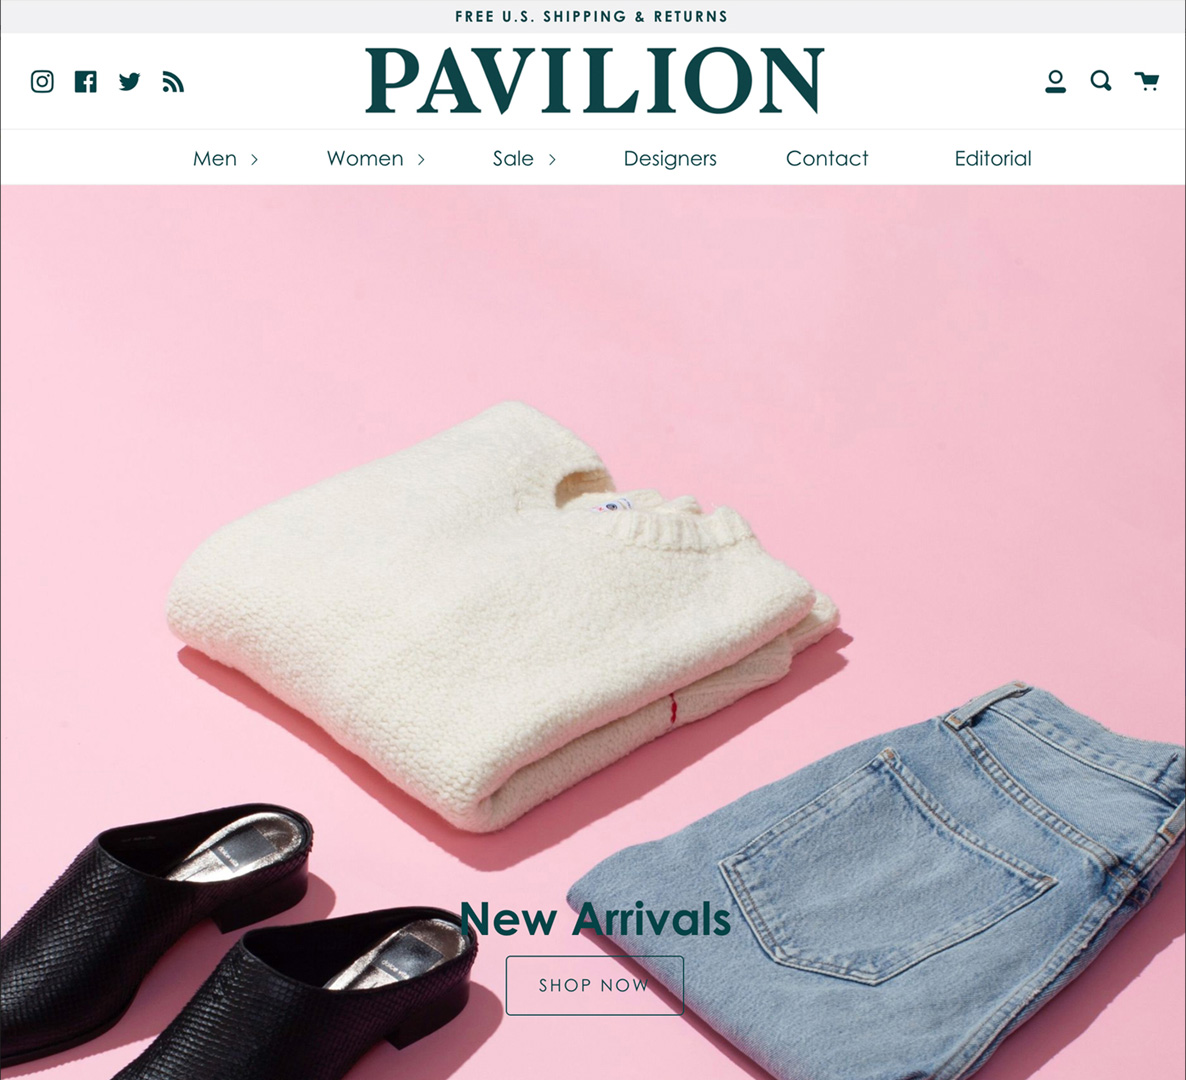 FREE U.S. SHIPPING & RETURNS
PAVILION
Men
Women
Sale
Designers
Contact
Editorial
New Arrivals
SHOP NOW